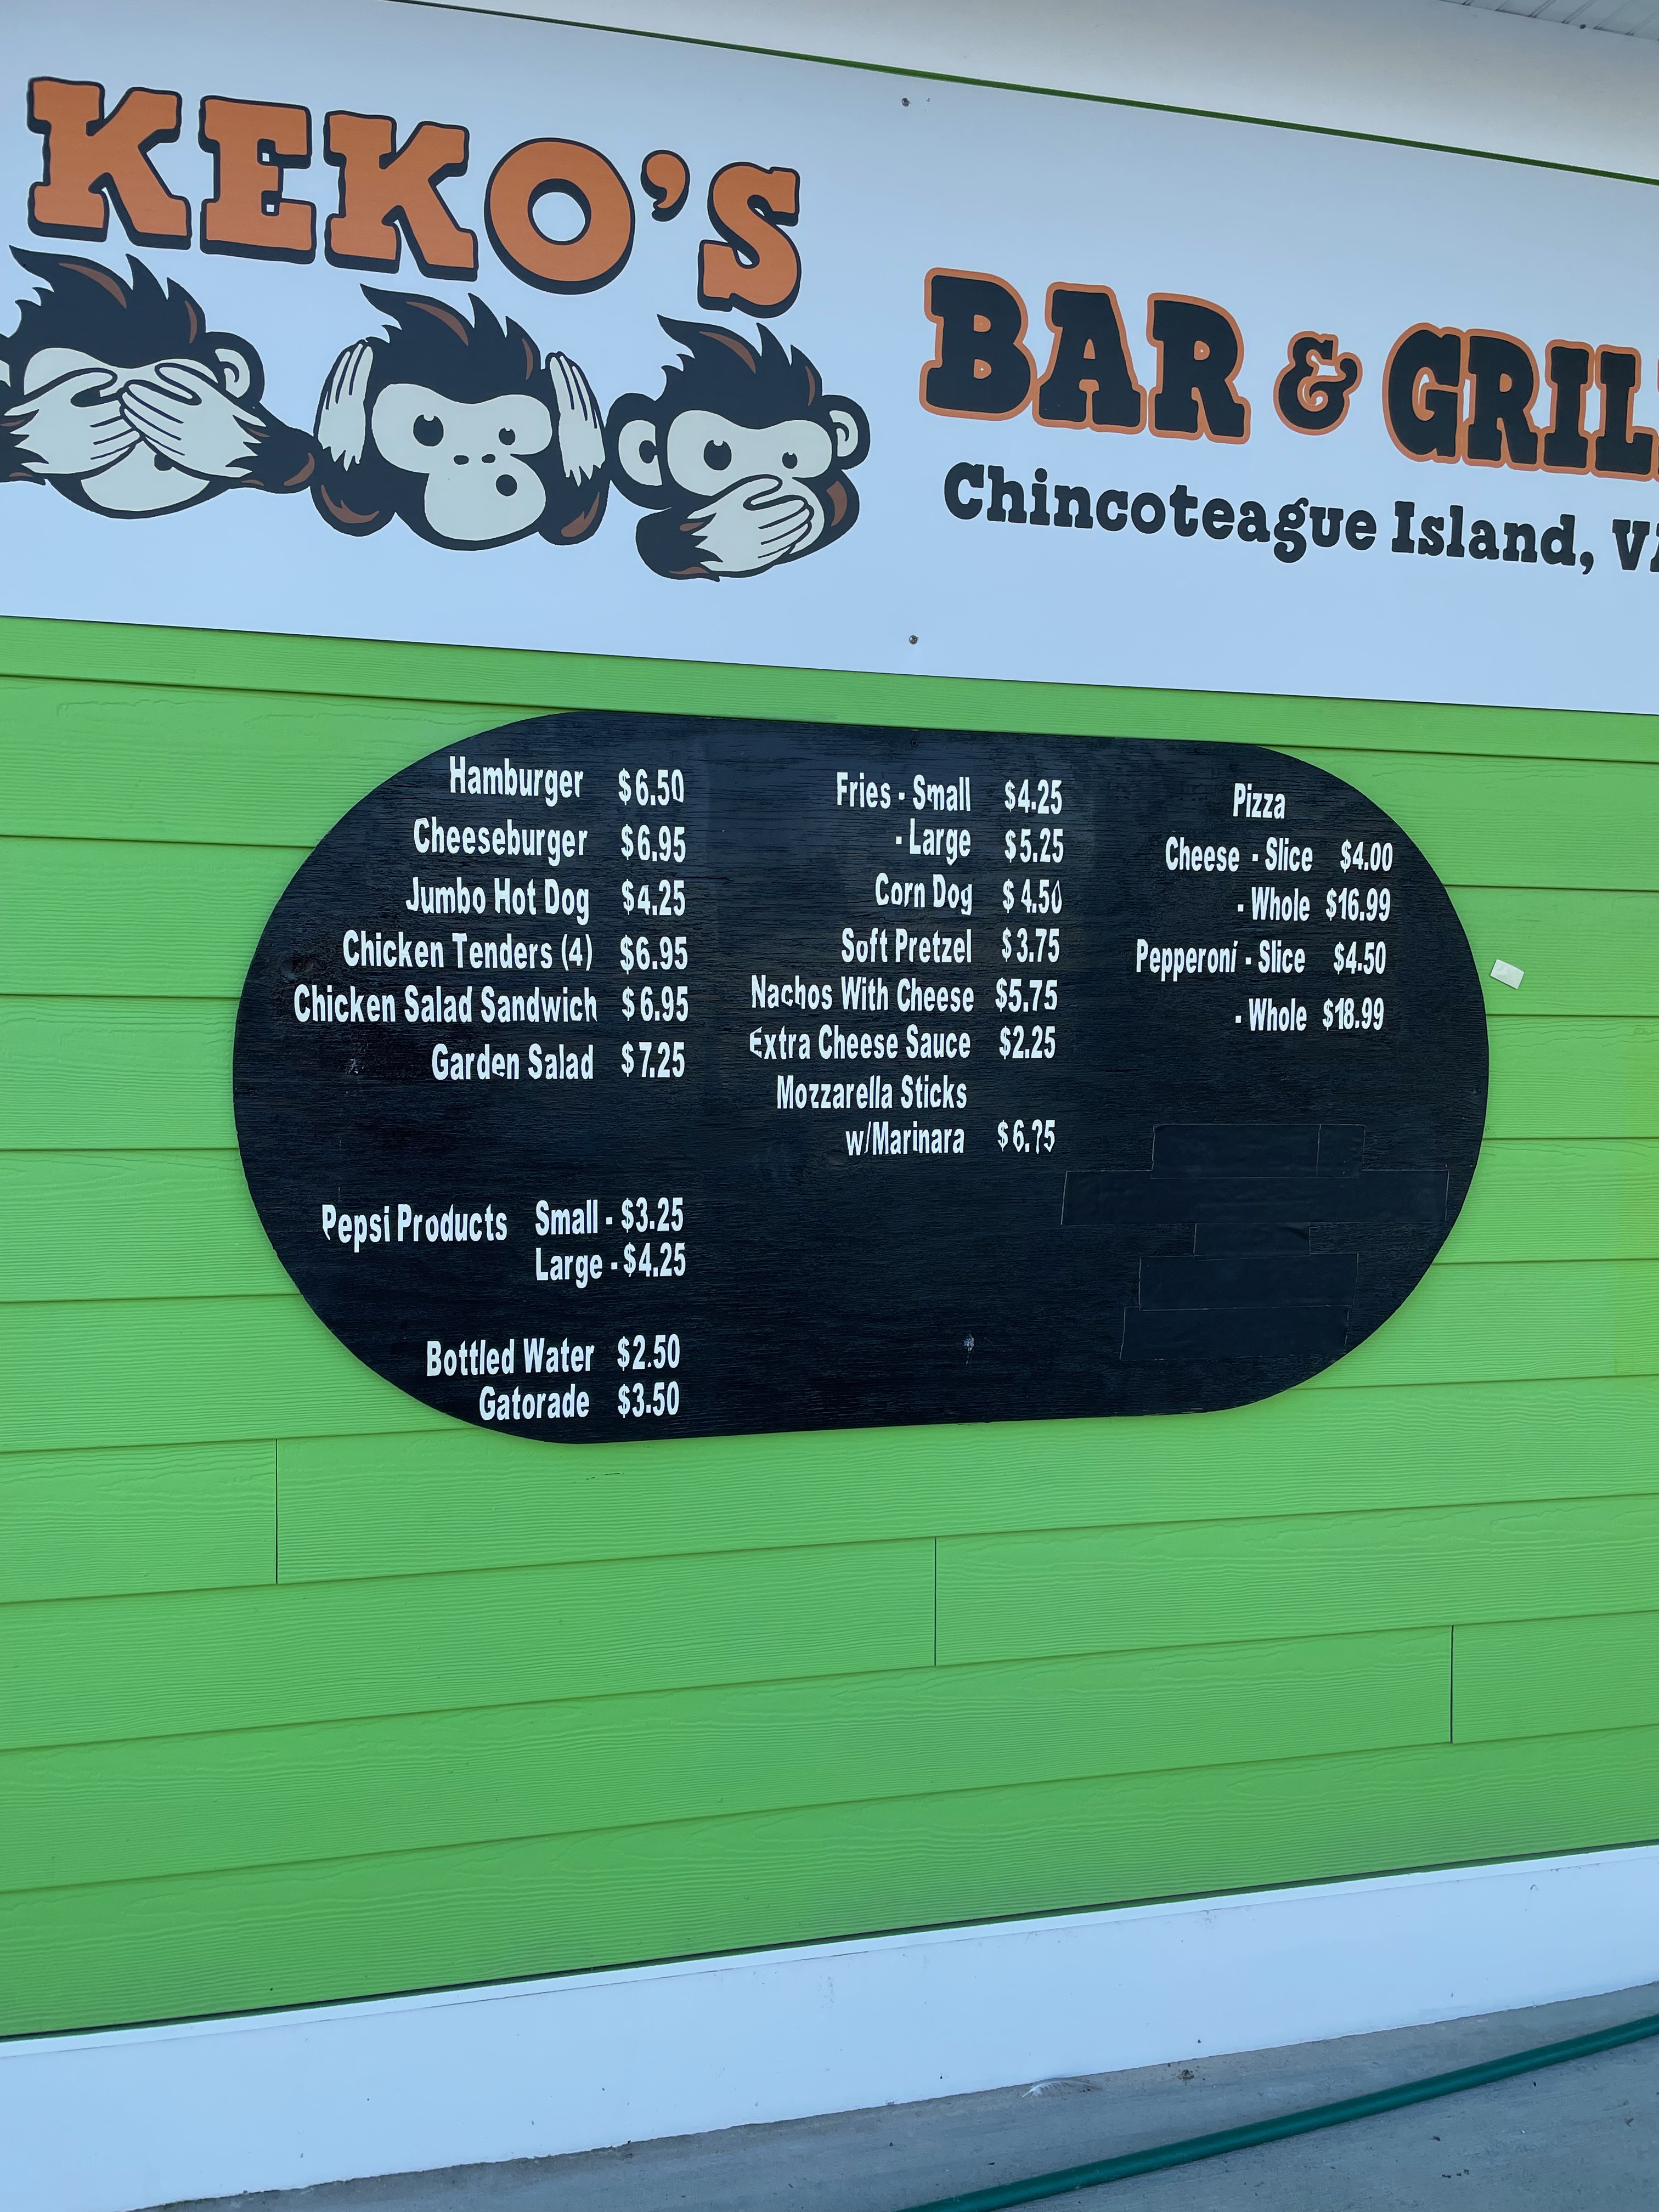 KEKO'S
BAR & GRIL
Chincoteague Island, VA
Hamburger $6.50
Cheeseburger $6.95
Jumbo Hot Dog $4.25
Chicken Tenders (4) $6.95
Chicken Salad Sandwich $6.95
Garden Salad $7.25
Pepsi Products Small - $3.25
Large - $4.25
Bottled Water $2.50
Gatorade $3.50
Fries - Small $4.25
- Large $5.25
Corn Dog $4.50
Soft Pretzel $3.75
Nachos With Cheese $5.75
Extra Cheese Sauce $2.25
Mozzarella Sticks
w/Marinara $6.75
Pizza
Cheese - Slice $4.00
- Whole $16.99
Pepperoni - Slice $4.50
- Whole $18.99